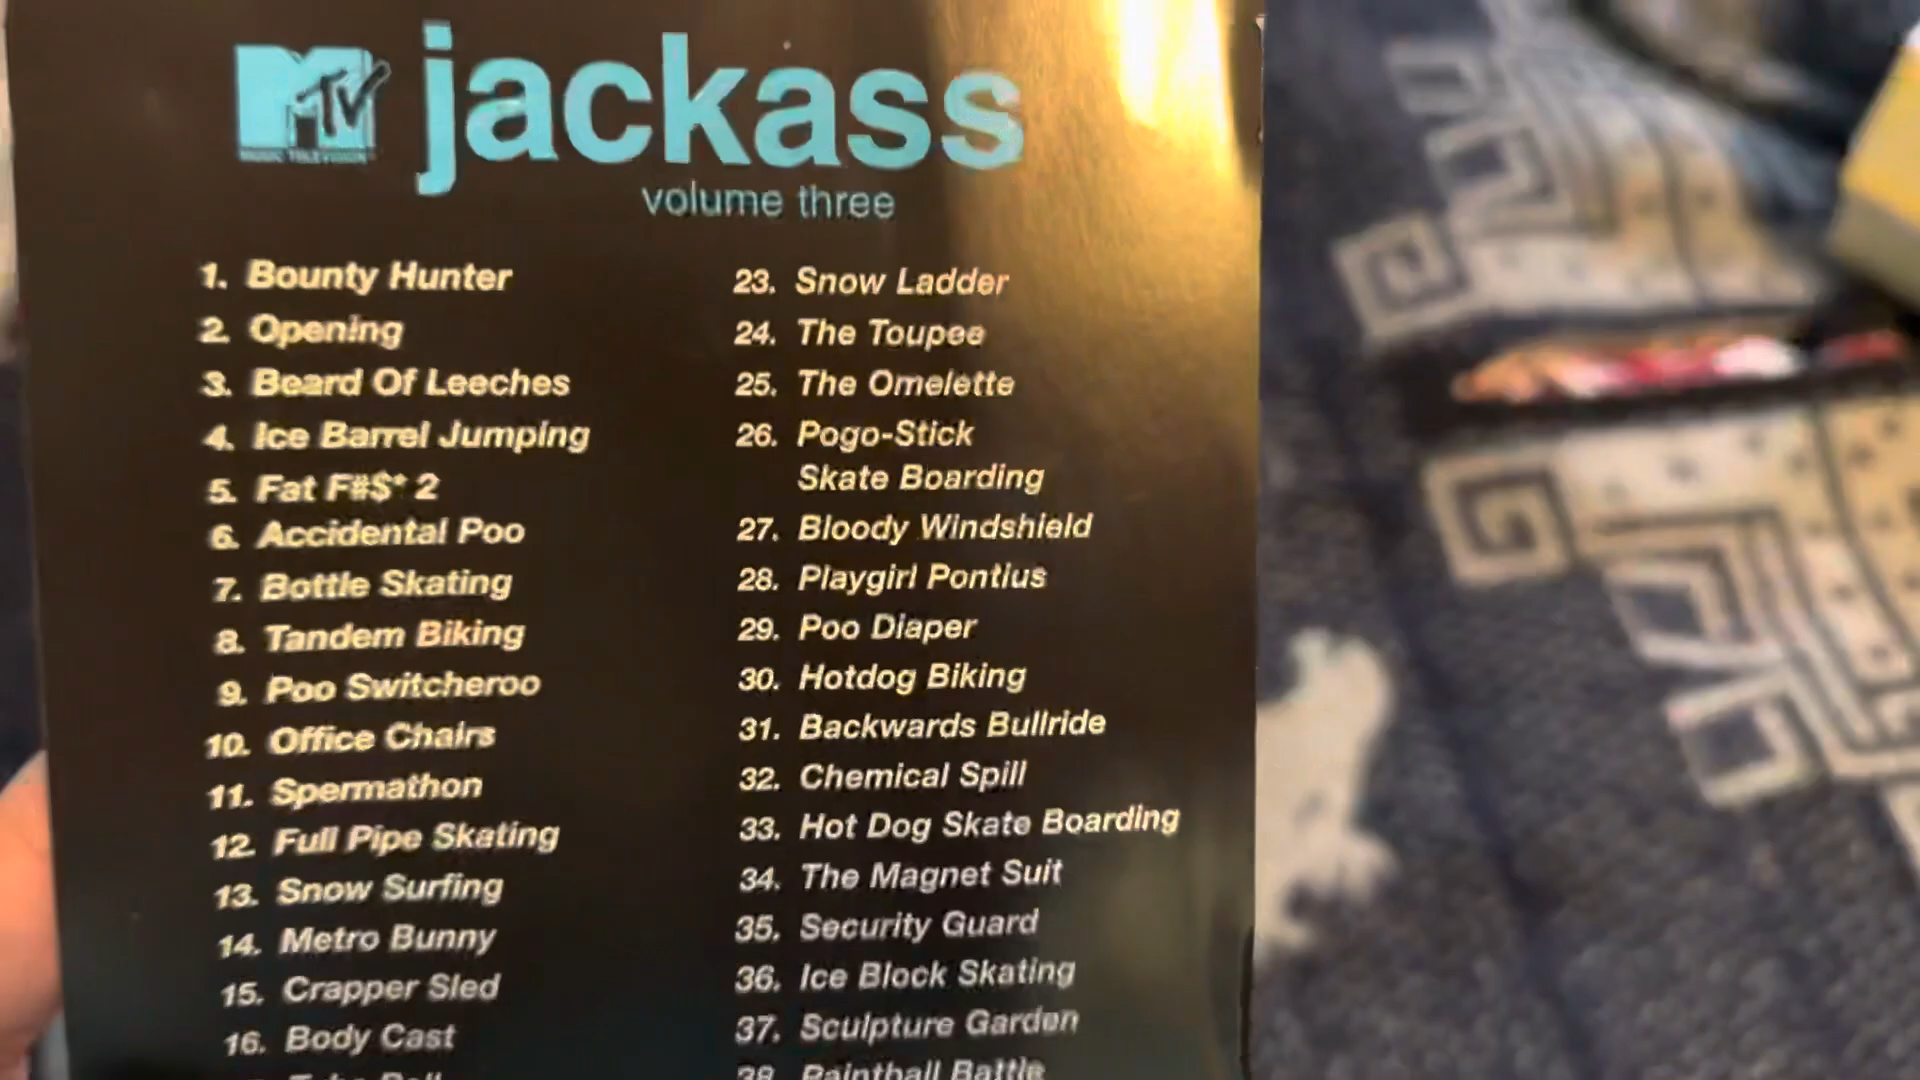 MTV
MUSIC TELEVISION
jackass
volume three
1. Bounty Hunter
2. Opening
3. Beard Of Leeches
4. Ice Barrel Jumping
5. Fat F#$* 2
6. Accidental Poo
7. Bottle Skating
8. Tandem Biking
9. Poo Switcheroo
10. Office Chairs
11. Spermathon
12. Full Pipe Skating
13. Snow Surfing
14. Metro Bunny
15. Crapper Sled
16. Body Cast
23. Snow Ladder
24. The Toupee
25. The Omelette
26. Pogo-Stick
Skate Boarding
27. Bloody Windshield
28. Playgirl Pontius
29. Poo Diaper
30. Hotdog Biking
31. Backwards Bullride
32. Chemical Spill
33. Hot Dog Skate Boarding
34. The Magnet Suit
35. Security Guard
36. Ice Block Skating
37. Sculpture Garden
38. Paintball Battle